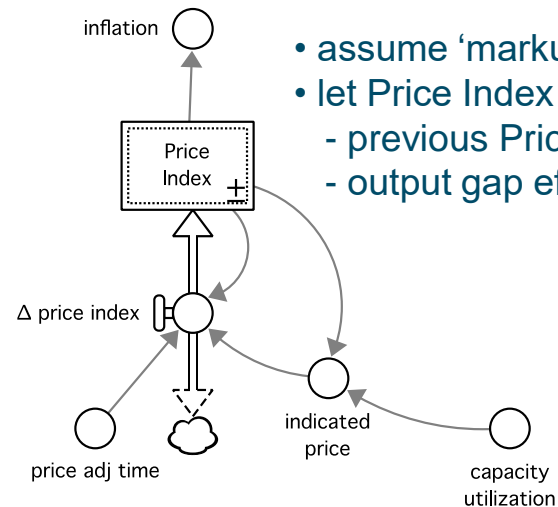 inflation
• assume ‘marku
• let Price Index
- previous Pric
- output gap ef
Price
Index
+
Δ price index
indicated
price
price adj time
capacity
utilization